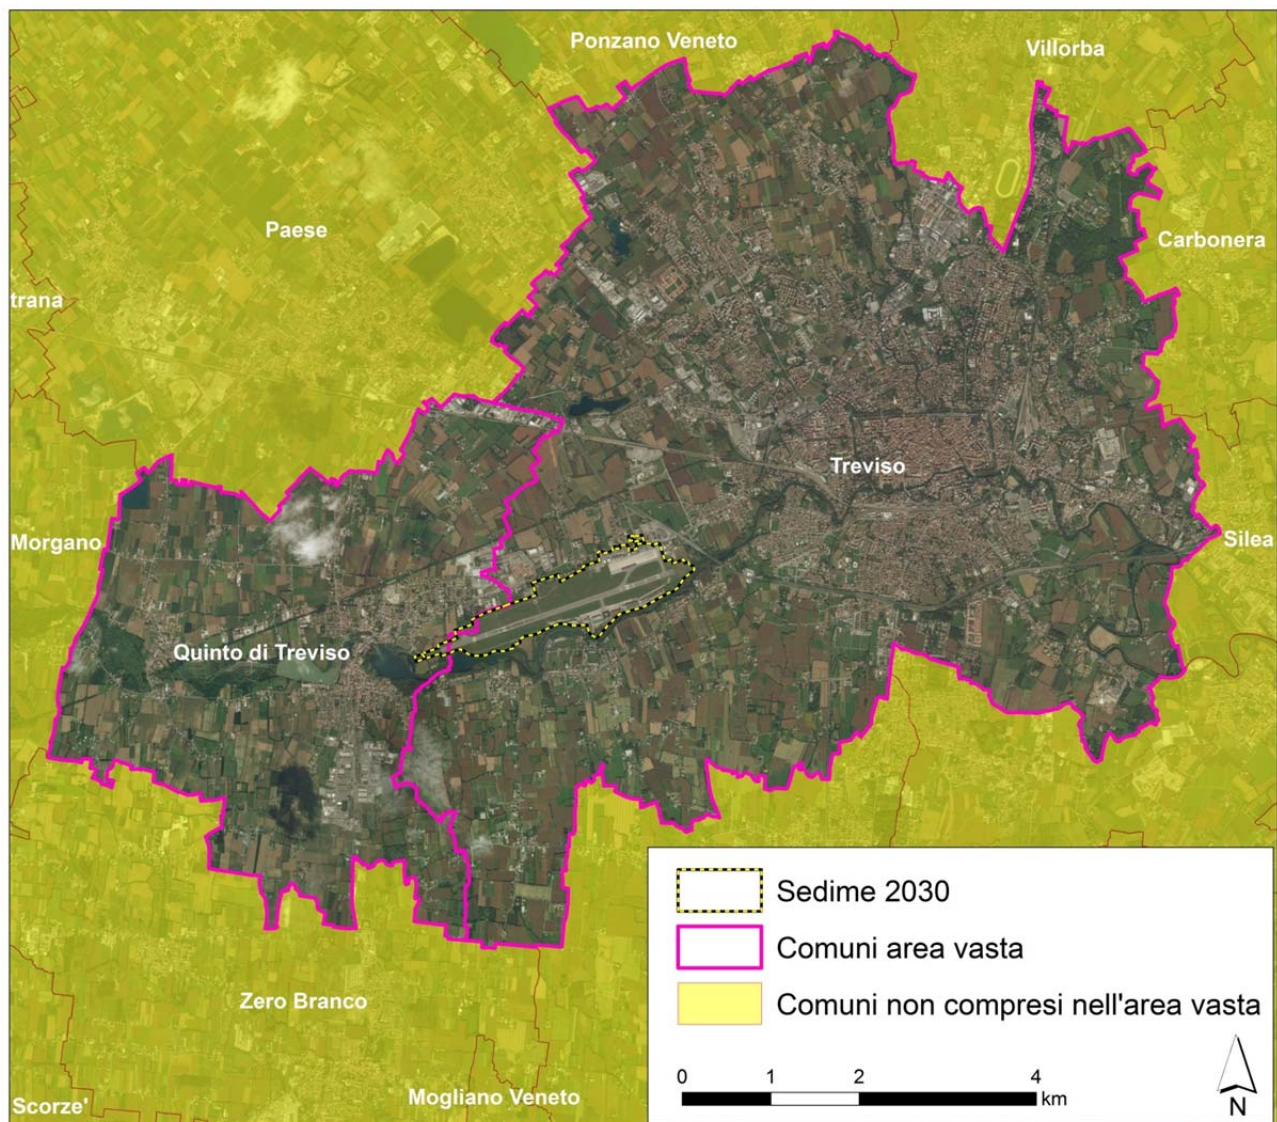 Ponzano Veneto
Villorba
Paese
Carbonera
trana
Treviso
Morgano
Silea
Quinto di Treviso
Zero Branco
Mogliano Veneto
Scorze'
Sedime 2030
Comuni area vasta
Comuni non compresi nell'area vasta
0 1 2 4
km
N